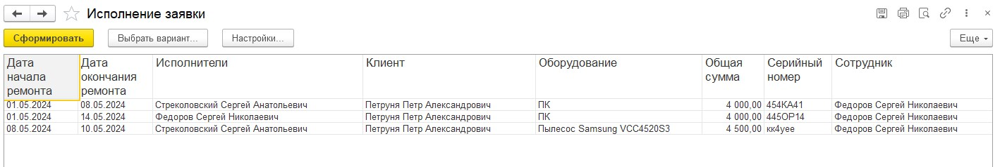 Исполнение заявки
Сформировать Выбрать вариант... Настройки... Еще
Дата начала ремонта Дата окончания ремонта Исполнители Клиент Оборудование Общая сумма Серийный номер Сотрудник
01.05.2024 08.05.2024 Стреколовский Сергей Анатольевич Петруня Петр Александрович ПК 4 000,00 454КА41 Федоров Сергей Николаевич
01.05.2024 14.05.2024 Федоров Сергей Николаевич Петруня Петр Александрович ПК 4 000,00 445ОР14 Федоров Сергей Николаевич
08.05.2024 10.05.2024 Стреколовский Сергей Анатольевич Петруня Петр Александрович Пылесос Samsung VCC4520S3 4 500,00 кк4уее Федоров Сергей Николаевич